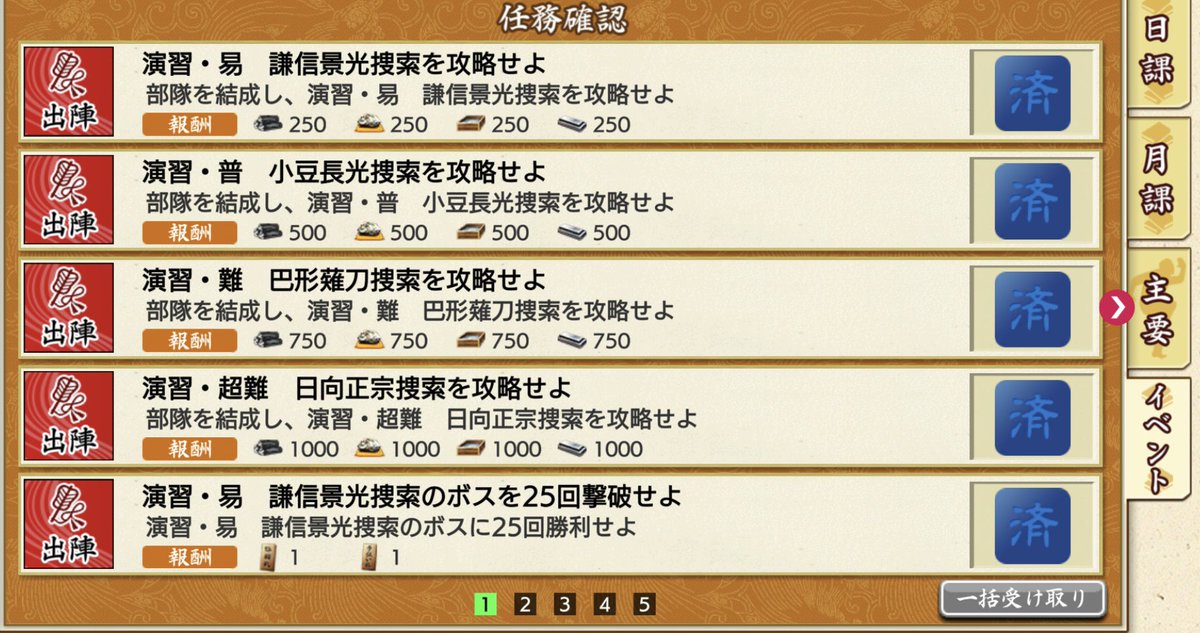 任務確認
出陣
演習・易　謙信景光捜索を攻略せよ
部隊を結成し、演習・易　謙信景光捜索を攻略せよ
報酬 250 250 250 250
済
出陣
演習・普　小豆長光捜索を攻略せよ
部隊を結成し、演習・普　小豆長光捜索を攻略せよ
報酬 500 500 500 500
済
出陣
演習・難　巴形薙刀捜索を攻略せよ
部隊を結成し、演習・難　巴形薙刀捜索を攻略せよ
報酬 750 750 750 750
済
出陣
演習・超難　日向正宗捜索を攻略せよ
部隊を結成し、演習・超難　日向正宗捜索を攻略せよ
報酬 1000 1000 1000 1000
済
出陣
演習・易　謙信景光捜索のボスを25回撃破せよ
演習・易　謙信景光捜索のボスに25回勝利せよ
報酬 1 1
済
1 2 3 4 5
一括受け取り
日課
月課
主要
イベント